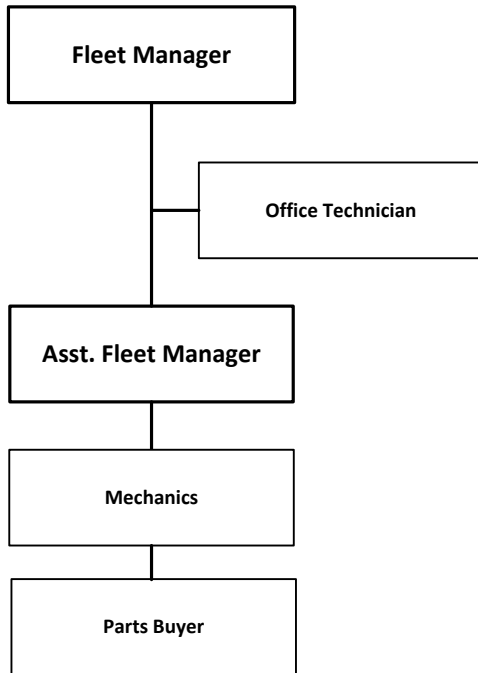 Fleet Manager
Office Technician
Asst. Fleet Manager
Mechanics
Parts Buyer